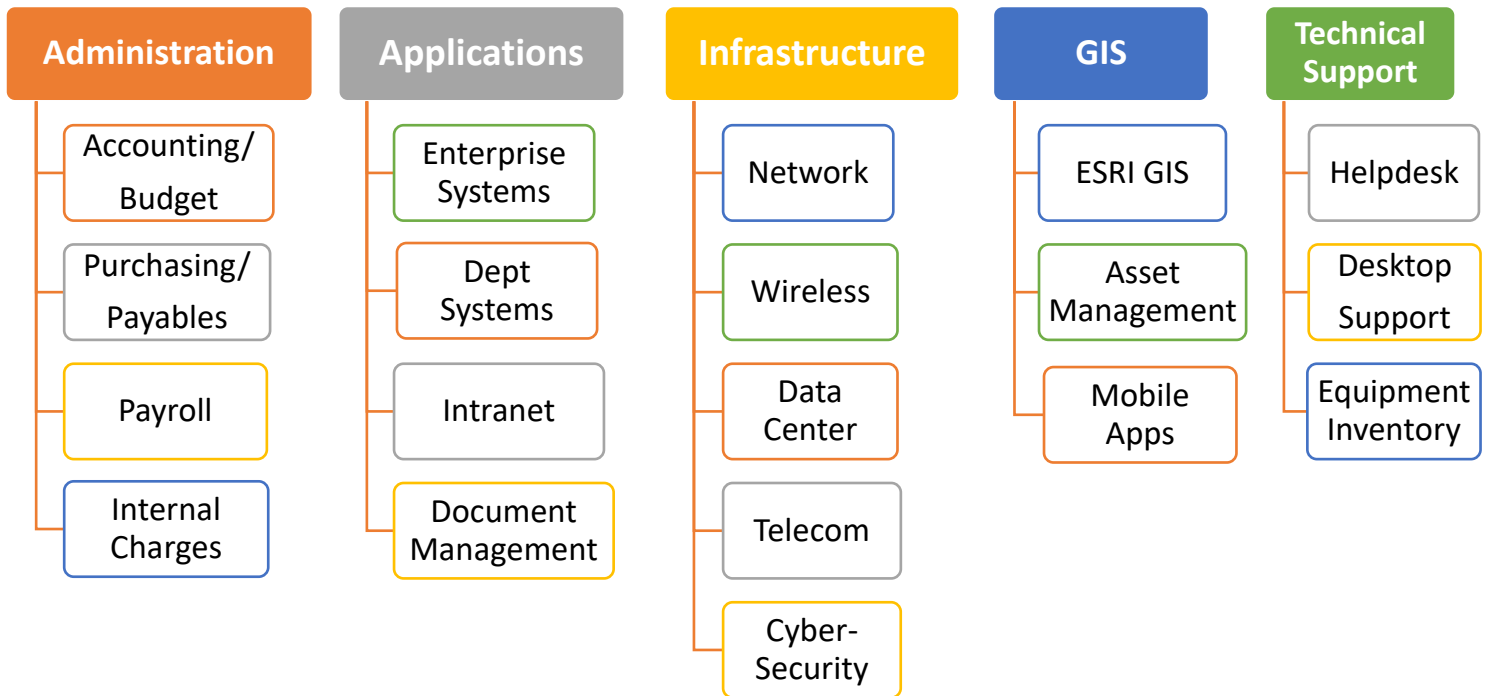 Administration
Accounting/
Budget
Purchasing/
Payables
Payroll
Internal
Charges
Applications
Enterprise
Systems
Dept
Systems
Intranet
Document
Management
Infrastructure
Network
Wireless
Data
Center
Telecom
Cyber-
Security
GIS
ESRI GIS
Asset
Management
Mobile
Apps
Technical
Support
Helpdesk
Desktop
Support
Equipment
Inventory